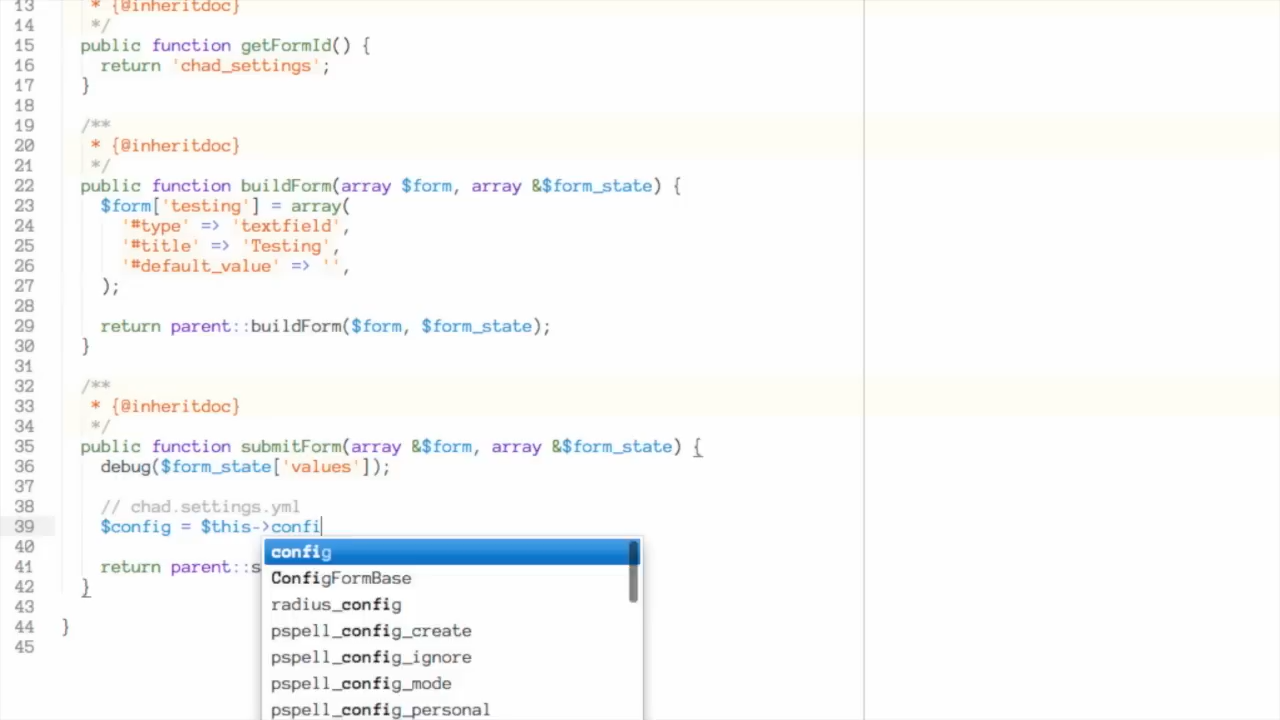 13 * {@inheritdoc}
14 */
15 public function getFormId() {
16 return 'chad_settings';
17 }
18
19 /**
20 * {@inheritdoc}
21 */
22 public function buildForm(array $form, array &$form_state) {
23 $form['testing'] = array(
24 '#type' => 'textfield',
25 '#title' => 'Testing',
26 '#default_value' => '',
27 );
28
29 return parent::buildForm($form, $form_state);
30 }
31
32 /**
33 * {@inheritdoc}
34 */
35 public function submitForm(array &$form, array &$form_state) {
36 debug($form_state['values']);
37
38 // chad.settings.yml
39 $config = $this->confi
40
41 return parent::s
42 }
43
44 }
45
config
ConfigFormBase
radius_config
pspell_config_create
pspell_config_ignore
pspell_config_mode
pspell_config_personal